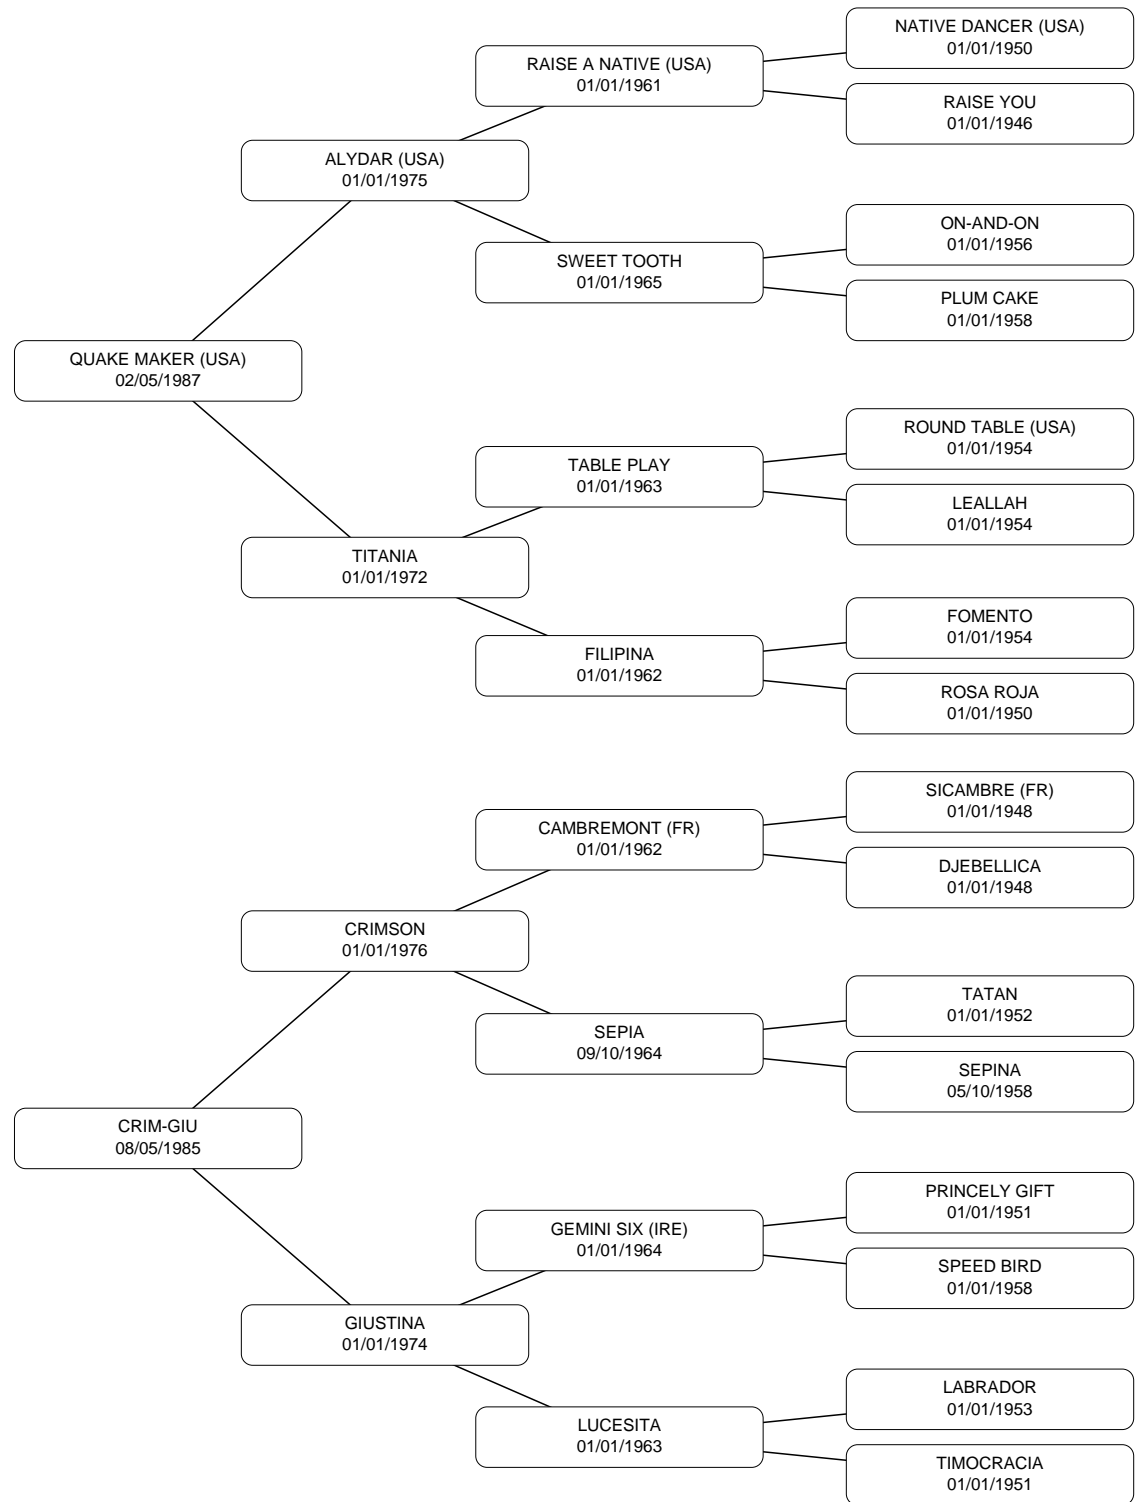 NATIVE DANCER (USA)
01/01/1950
RAISE A NATIVE (USA)
01/01/1961
RAISE YOU
01/01/1946
ALYDAR (USA)
01/01/1975
ON-AND-ON
01/01/1956
SWEET TOOTH
01/01/1965
PLUM CAKE
01/01/1958
QUAKE MAKER (USA)
02/05/1987
ROUND TABLE (USA)
01/01/1954
TABLE PLAY
01/01/1963
LEALLAH
01/01/1954
TITANIA
01/01/1972
FOMENTO
01/01/1954
FILIPINA
01/01/1962
ROSA ROJA
01/01/1950
SICAMBRE (FR)
01/01/1948
CAMBREMONT (FR)
01/01/1962
DJEBELLICA
01/01/1948
CRIMSON
01/01/1976
TATAN
01/01/1952
SEPIA
09/10/1964
SEPINA
05/10/1958
CRIM-GIU
08/05/1985
PRINCELY GIFT
01/01/1951
GEMINI SIX (IRE)
01/01/1964
SPEED BIRD
01/01/1958
GIUSTINA
01/01/1974
LABRADOR
01/01/1953
LUCESITA
01/01/1963
TIMOCRACIA
01/01/1951